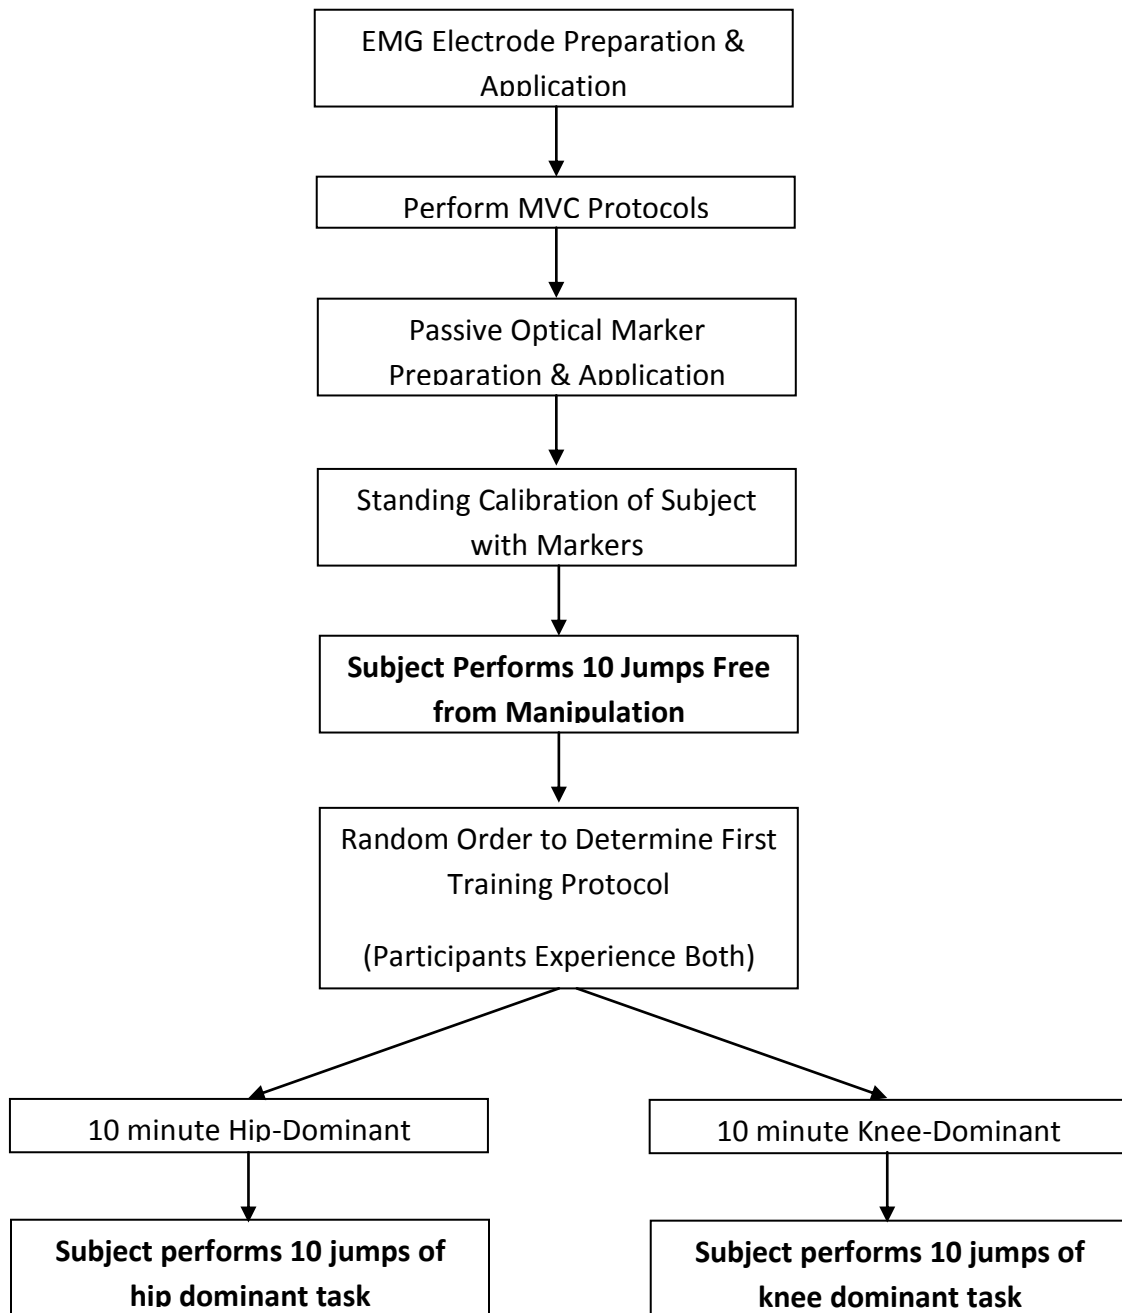 EMG Electrode Preparation &
Application
Perform MVC Protocols
Passive Optical Marker
Preparation & Application
Standing Calibration of Subject
with Markers
Subject Performs 10 Jumps Free
from Manipulation
Random Order to Determine First
Training Protocol
(Participants Experience Both)
10 minute Hip-Dominant
10 minute Knee-Dominant
Subject performs 10 jumps of
hip dominant task
Subject performs 10 jumps of
knee dominant task